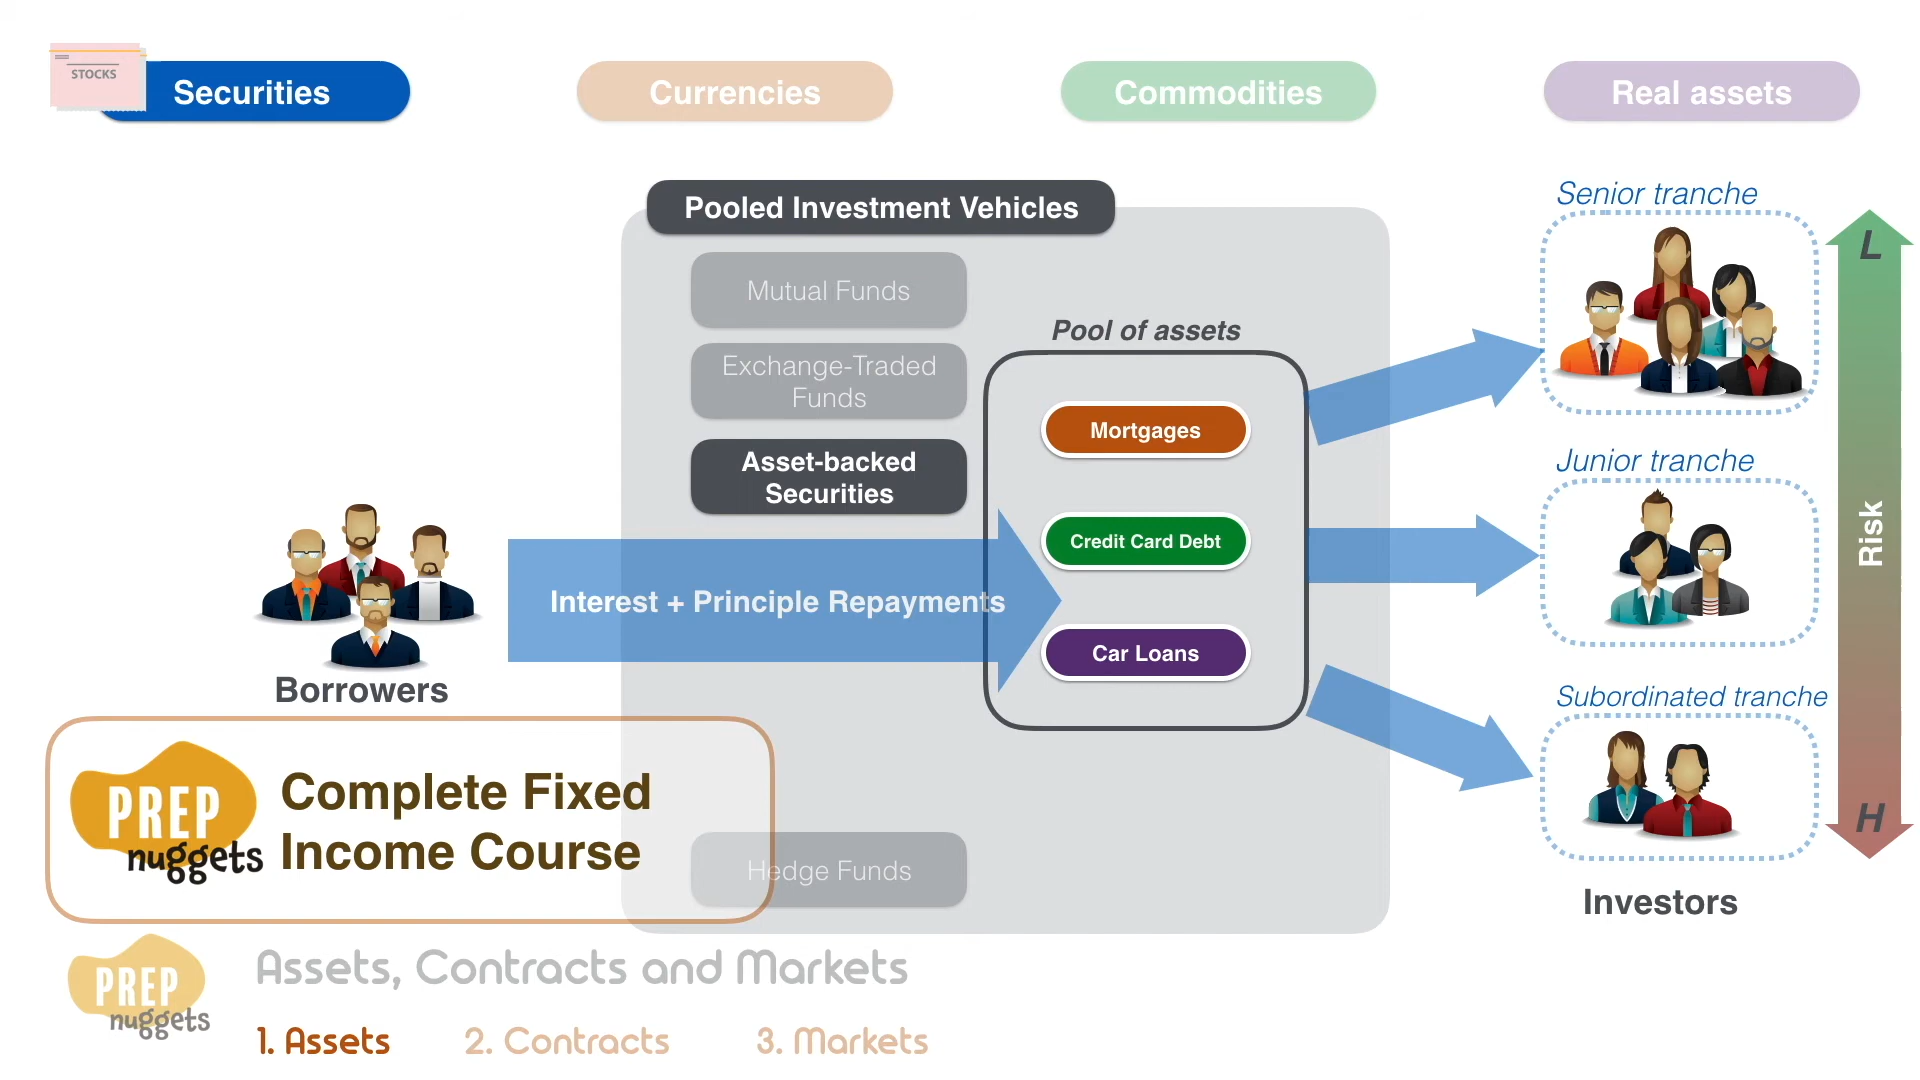 STOCKS
Securities
Currencies
Commodities
Real assets
Pooled Investment Vehicles
Mutual Funds
Exchange-Traded
Funds
Asset-backed
Securities
Hedge Funds
Pool of assets
Mortgages
Credit Card Debt
Car Loans
Interest + Principle Repayments
Borrowers
Senior tranche
Junior tranche
Subordinated tranche
L
Risk
H
Investors
PREP
nuggets
Complete Fixed
Income Course
PREP
nuggets
Assets, Contracts and Markets
1. Assets
2. Contracts
3. Markets